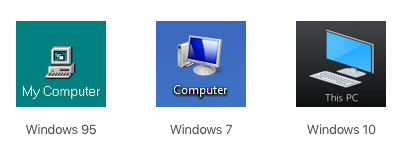 My Computer
Computer
This PC
Windows 95
Windows 7
Windows 10